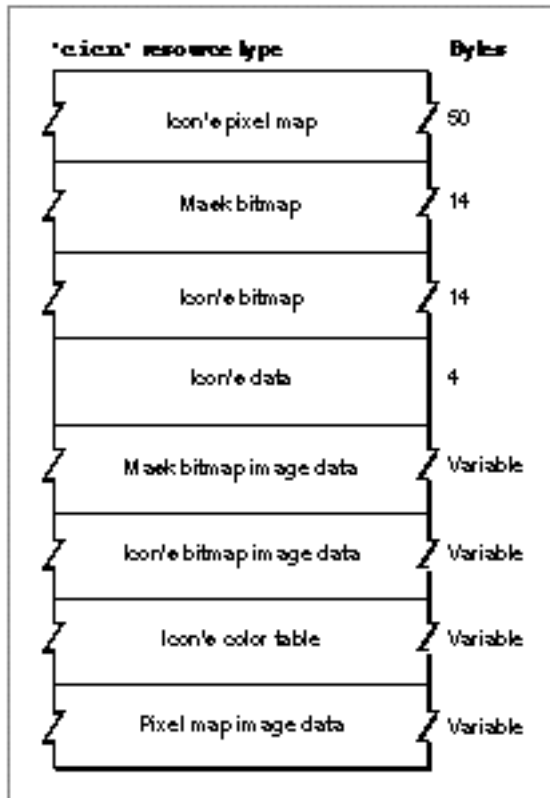 'cicn' resource type Bytes
Icon's pixel map 50
Mask bitmap 14
Icon's bitmap 14
Icon's data 4
Mask bitmap image data Variable
Icon's bitmap image data Variable
Icon's color table Variable
Pixel map image data Variable